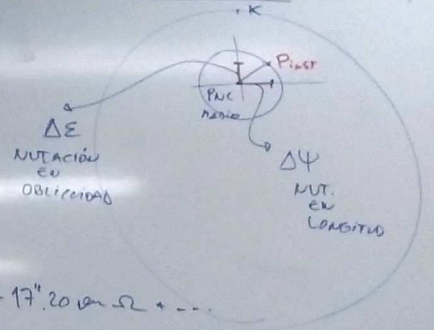 K
Pinst
PNC
medio
Δε
NUTACIÓN
EN
OBLICUIDAD
ΔΨ
NUT.
EN
LONGITUD
- 17".20 sen Ω + ...